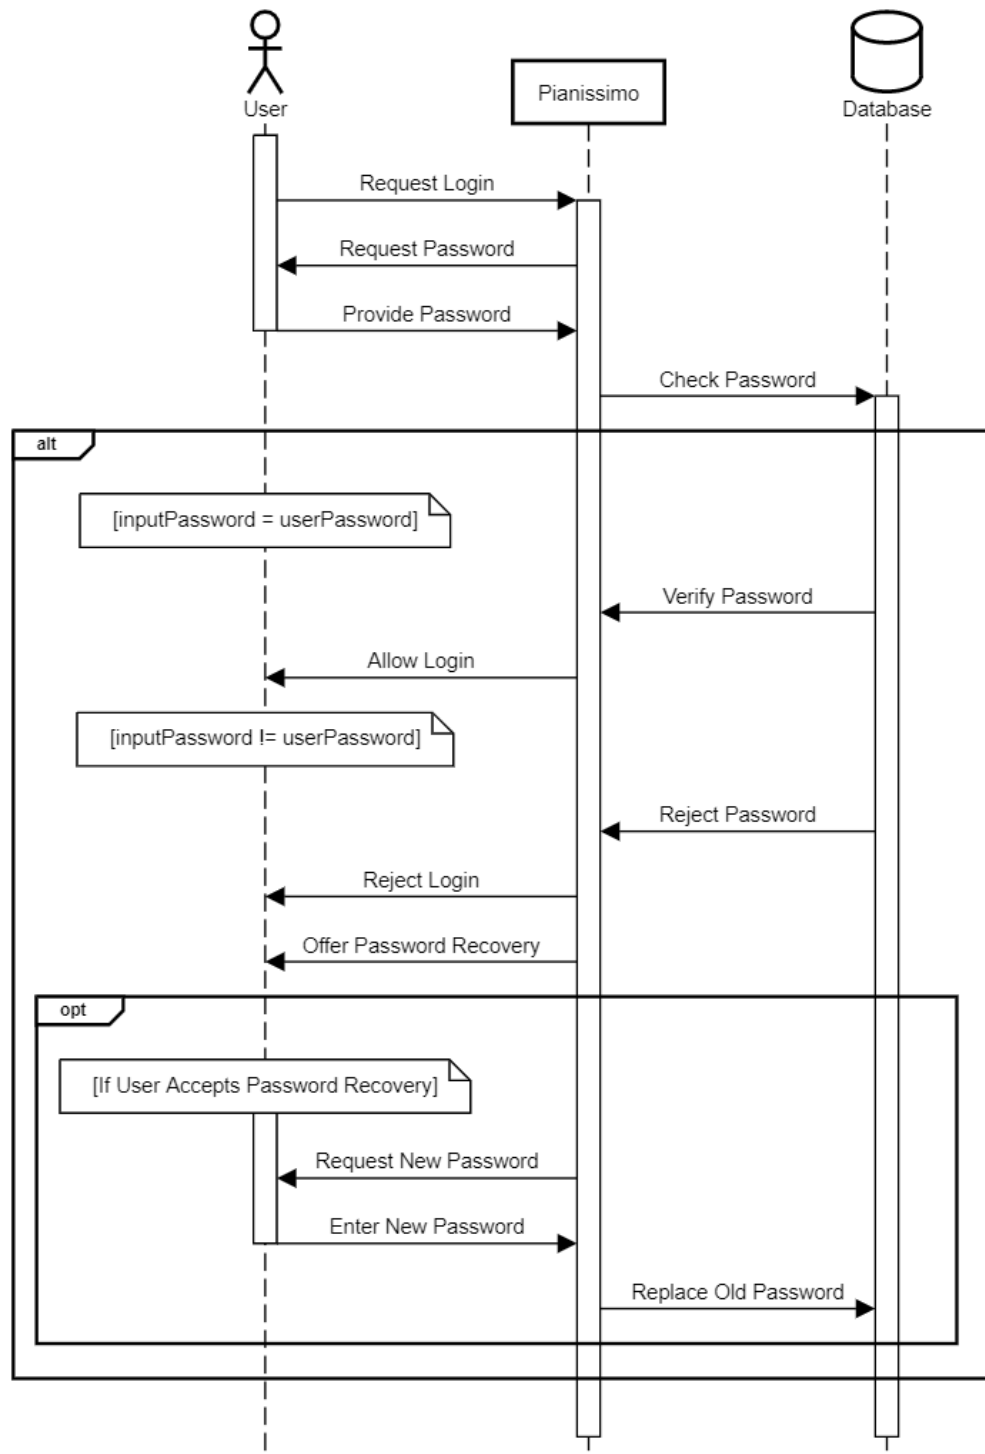 User
Pianissimo
Database
Request Login
Request Password
Provide Password
Check Password
alt
[inputPassword = userPassword]
Verify Password
Allow Login
[inputPassword != userPassword]
Reject Password
Reject Login
Offer Password Recovery
opt
[If User Accepts Password Recovery]
Request New Password
Enter New Password
Replace Old Password